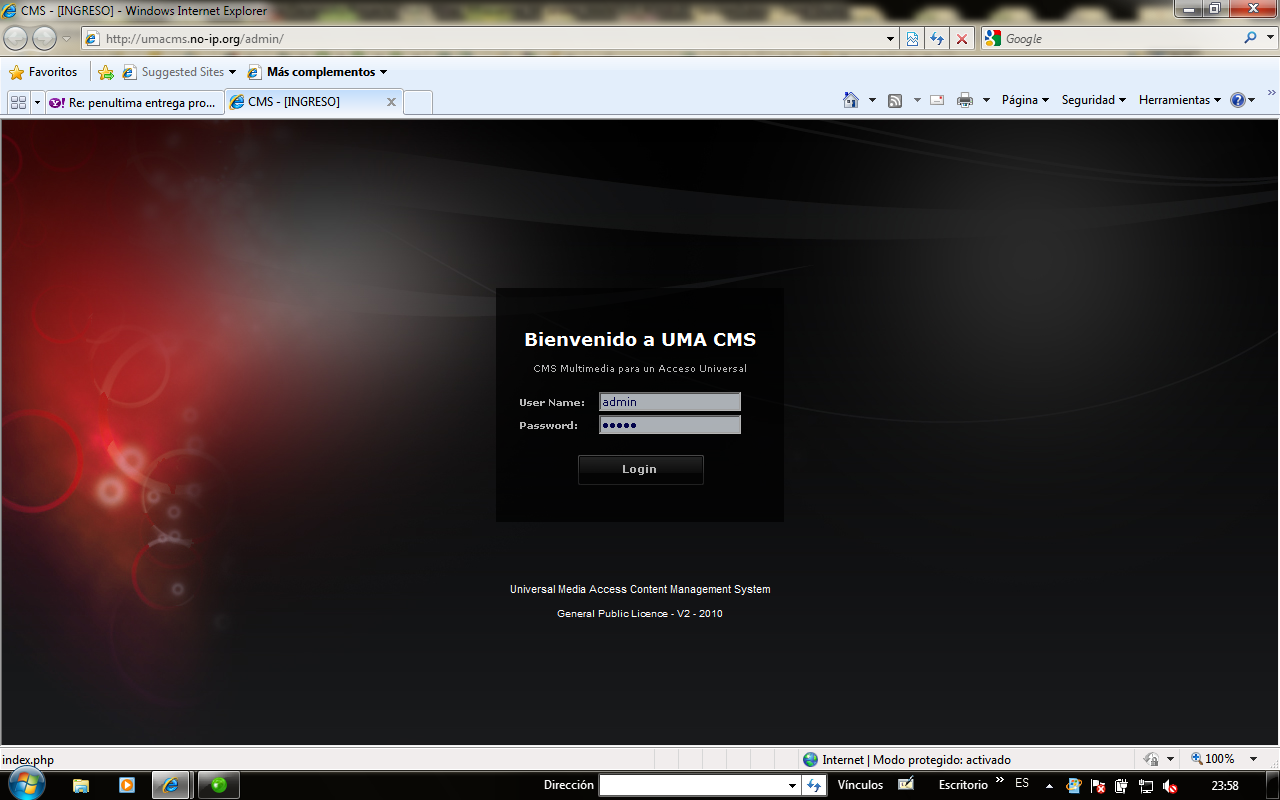 CMS - [INGRESO] - Windows Internet Explorer
http://umacms.no-ip.org/admin/
Google
Favoritos
Suggested Sites
Más complementos
Re: penultima entrega pro...
CMS - [INGRESO]
Página
Seguridad
Herramientas
Bienvenido a UMA CMS
CMS Multimedia para un Acceso Universal
User Name: admin
Password: •••••
Login
Universal Media Access Content Management System
General Public Licence - V2 - 2010
index.php
Internet | Modo protegido: activado
100%
Dirección
Vínculos
Escritorio
ES
23:58